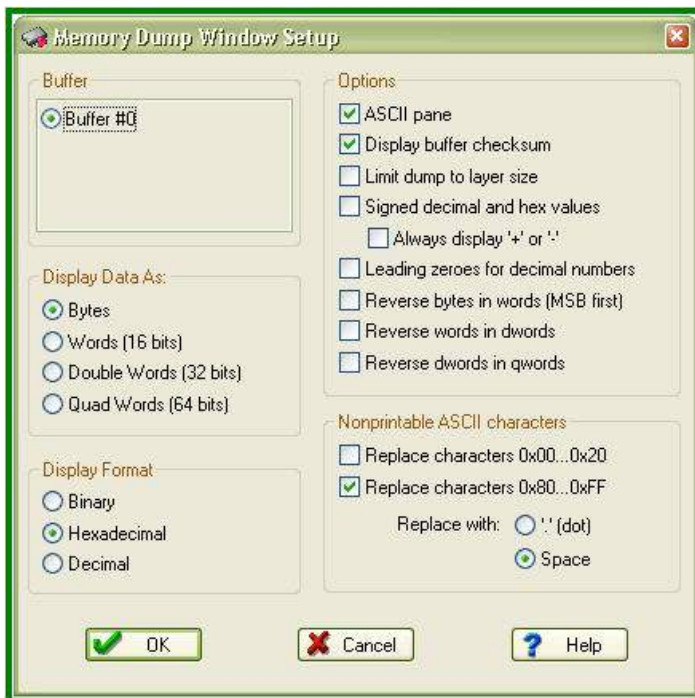 Memory Dump Window Setup
Buffer
Buffer #0
Display Data As:
Bytes
Words (16 bits)
Double Words (32 bits)
Quad Words (64 bits)
Display Format
Binary
Hexadecimal
Decimal
Options
ASCII pane
Display buffer checksum
Limit dump to layer size
Signed decimal and hex values
Always display '+' or '-'
Leading zeroes for decimal numbers
Reverse bytes in words (MSB first)
Reverse words in dwords
Reverse dwords in qwords
Nonprintable ASCII characters
Replace characters 0x00...0x20
Replace characters 0x80...0xFF
Replace with: '.' (dot)
Space
OK
Cancel
? Help